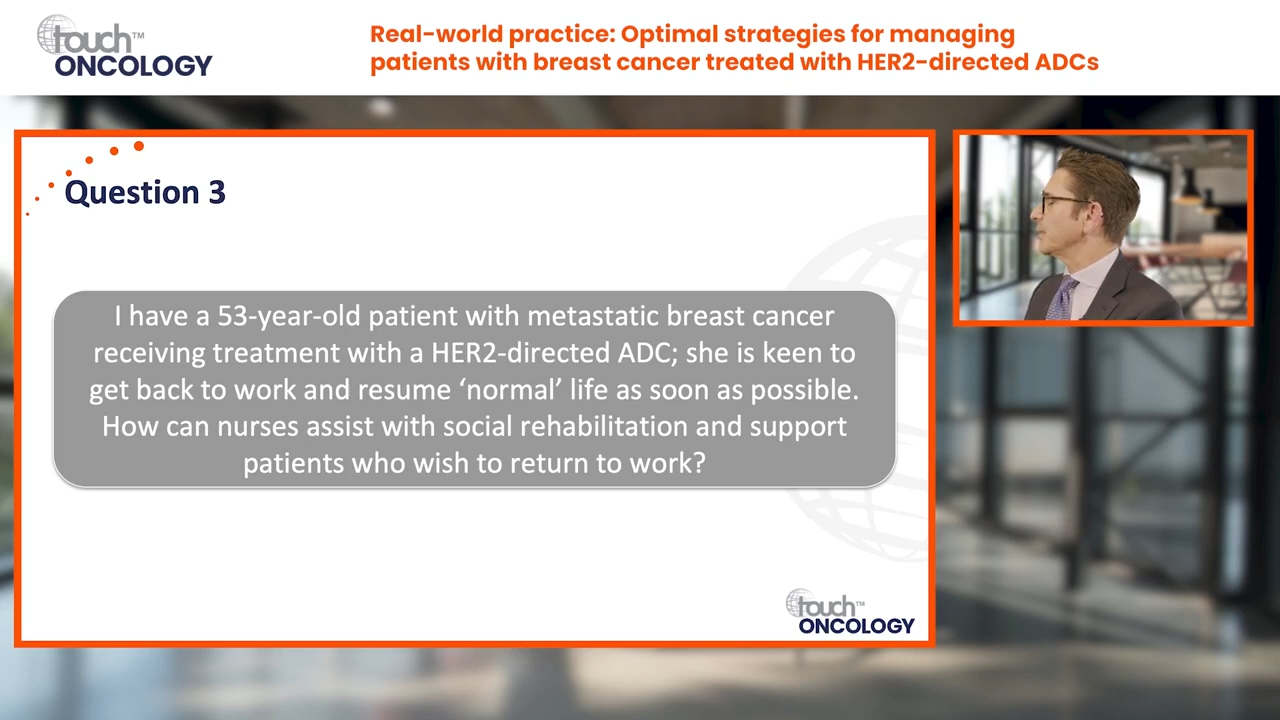 touch™
ONCOLOGY
Real-world practice: Optimal strategies for managing
patients with breast cancer treated with HER2-directed ADCs
Question 3
I have a 53-year-old patient with metastatic breast cancer
receiving treatment with a HER2-directed ADC; she is keen to
get back to work and resume ‘normal’ life as soon as possible.
How can nurses assist with social rehabilitation and support
patients who wish to return to work?
touch™
ONCOLOGY